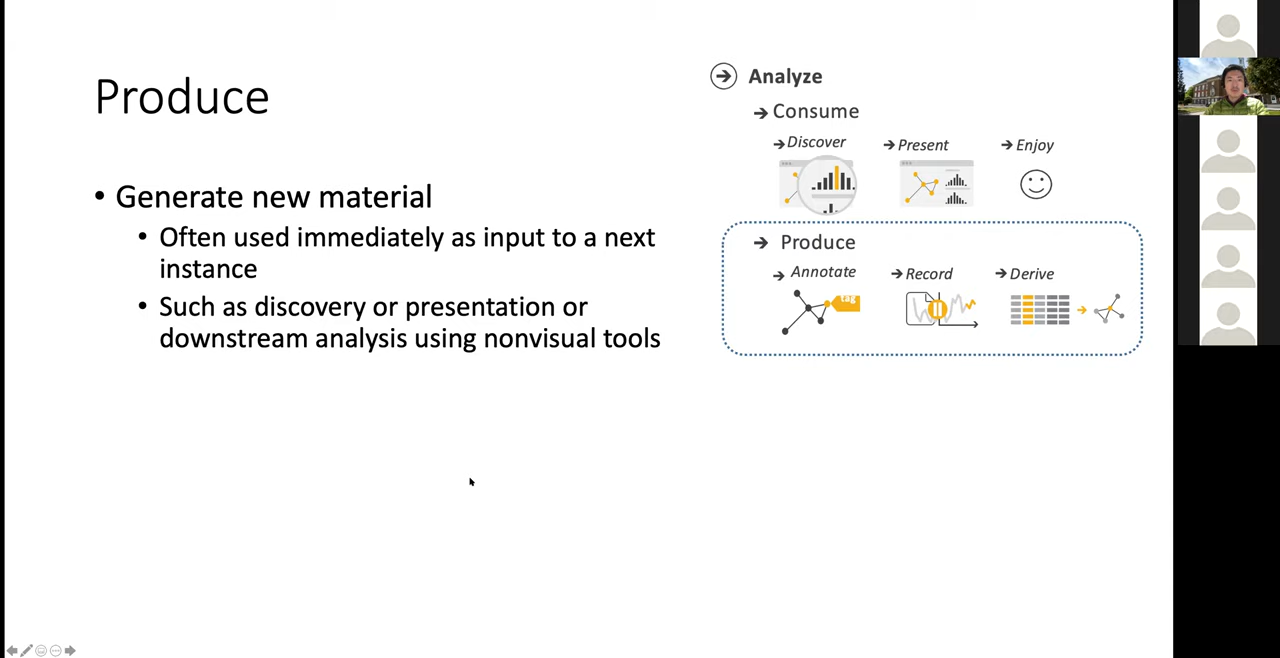 Produce
• Generate new material
• Often used immediately as input to a next
instance
• Such as discovery or presentation or
downstream analysis using nonvisual tools
→ Analyze
→ Consume
→ Discover → Present → Enjoy
→ Produce
→ Annotate → Record → Derive
tag